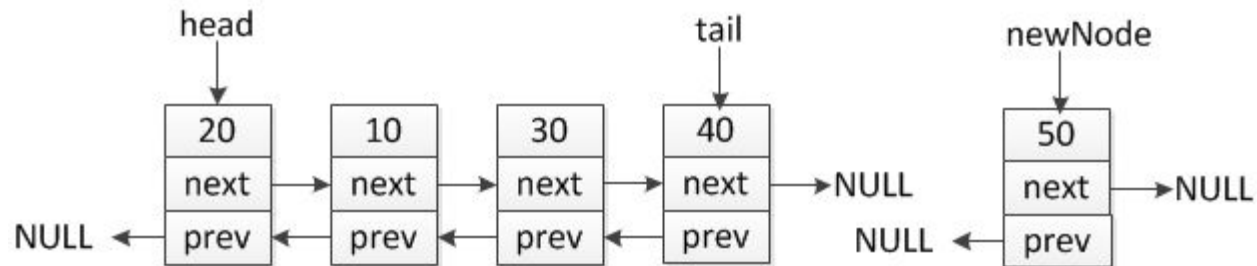 head tail newNode
20 10 30 40 50
next next next next NULL next NULL
NULL prev prev prev prev NULL prev